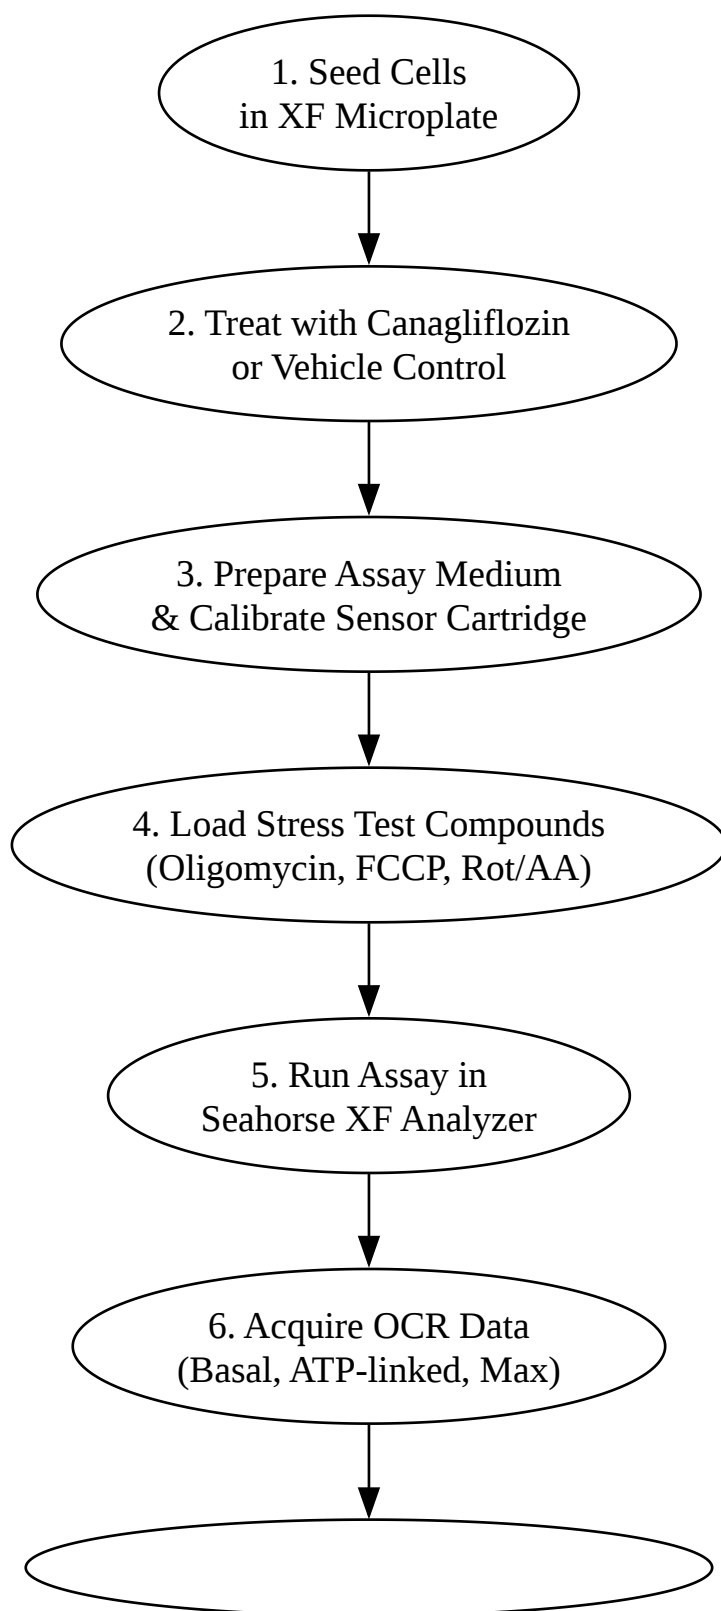 1. Seed Cells
in XF Microplate
2. Treat with Canagliflozin
or Vehicle Control
3. Prepare Assay Medium
& Calibrate Sensor Cartridge
4. Load Stress Test Compounds
(Oligomycin, FCCP, Rot/AA)
5. Run Assay in
Seahorse XF Analyzer
6. Acquire OCR Data
(Basal, ATP-linked, Max)